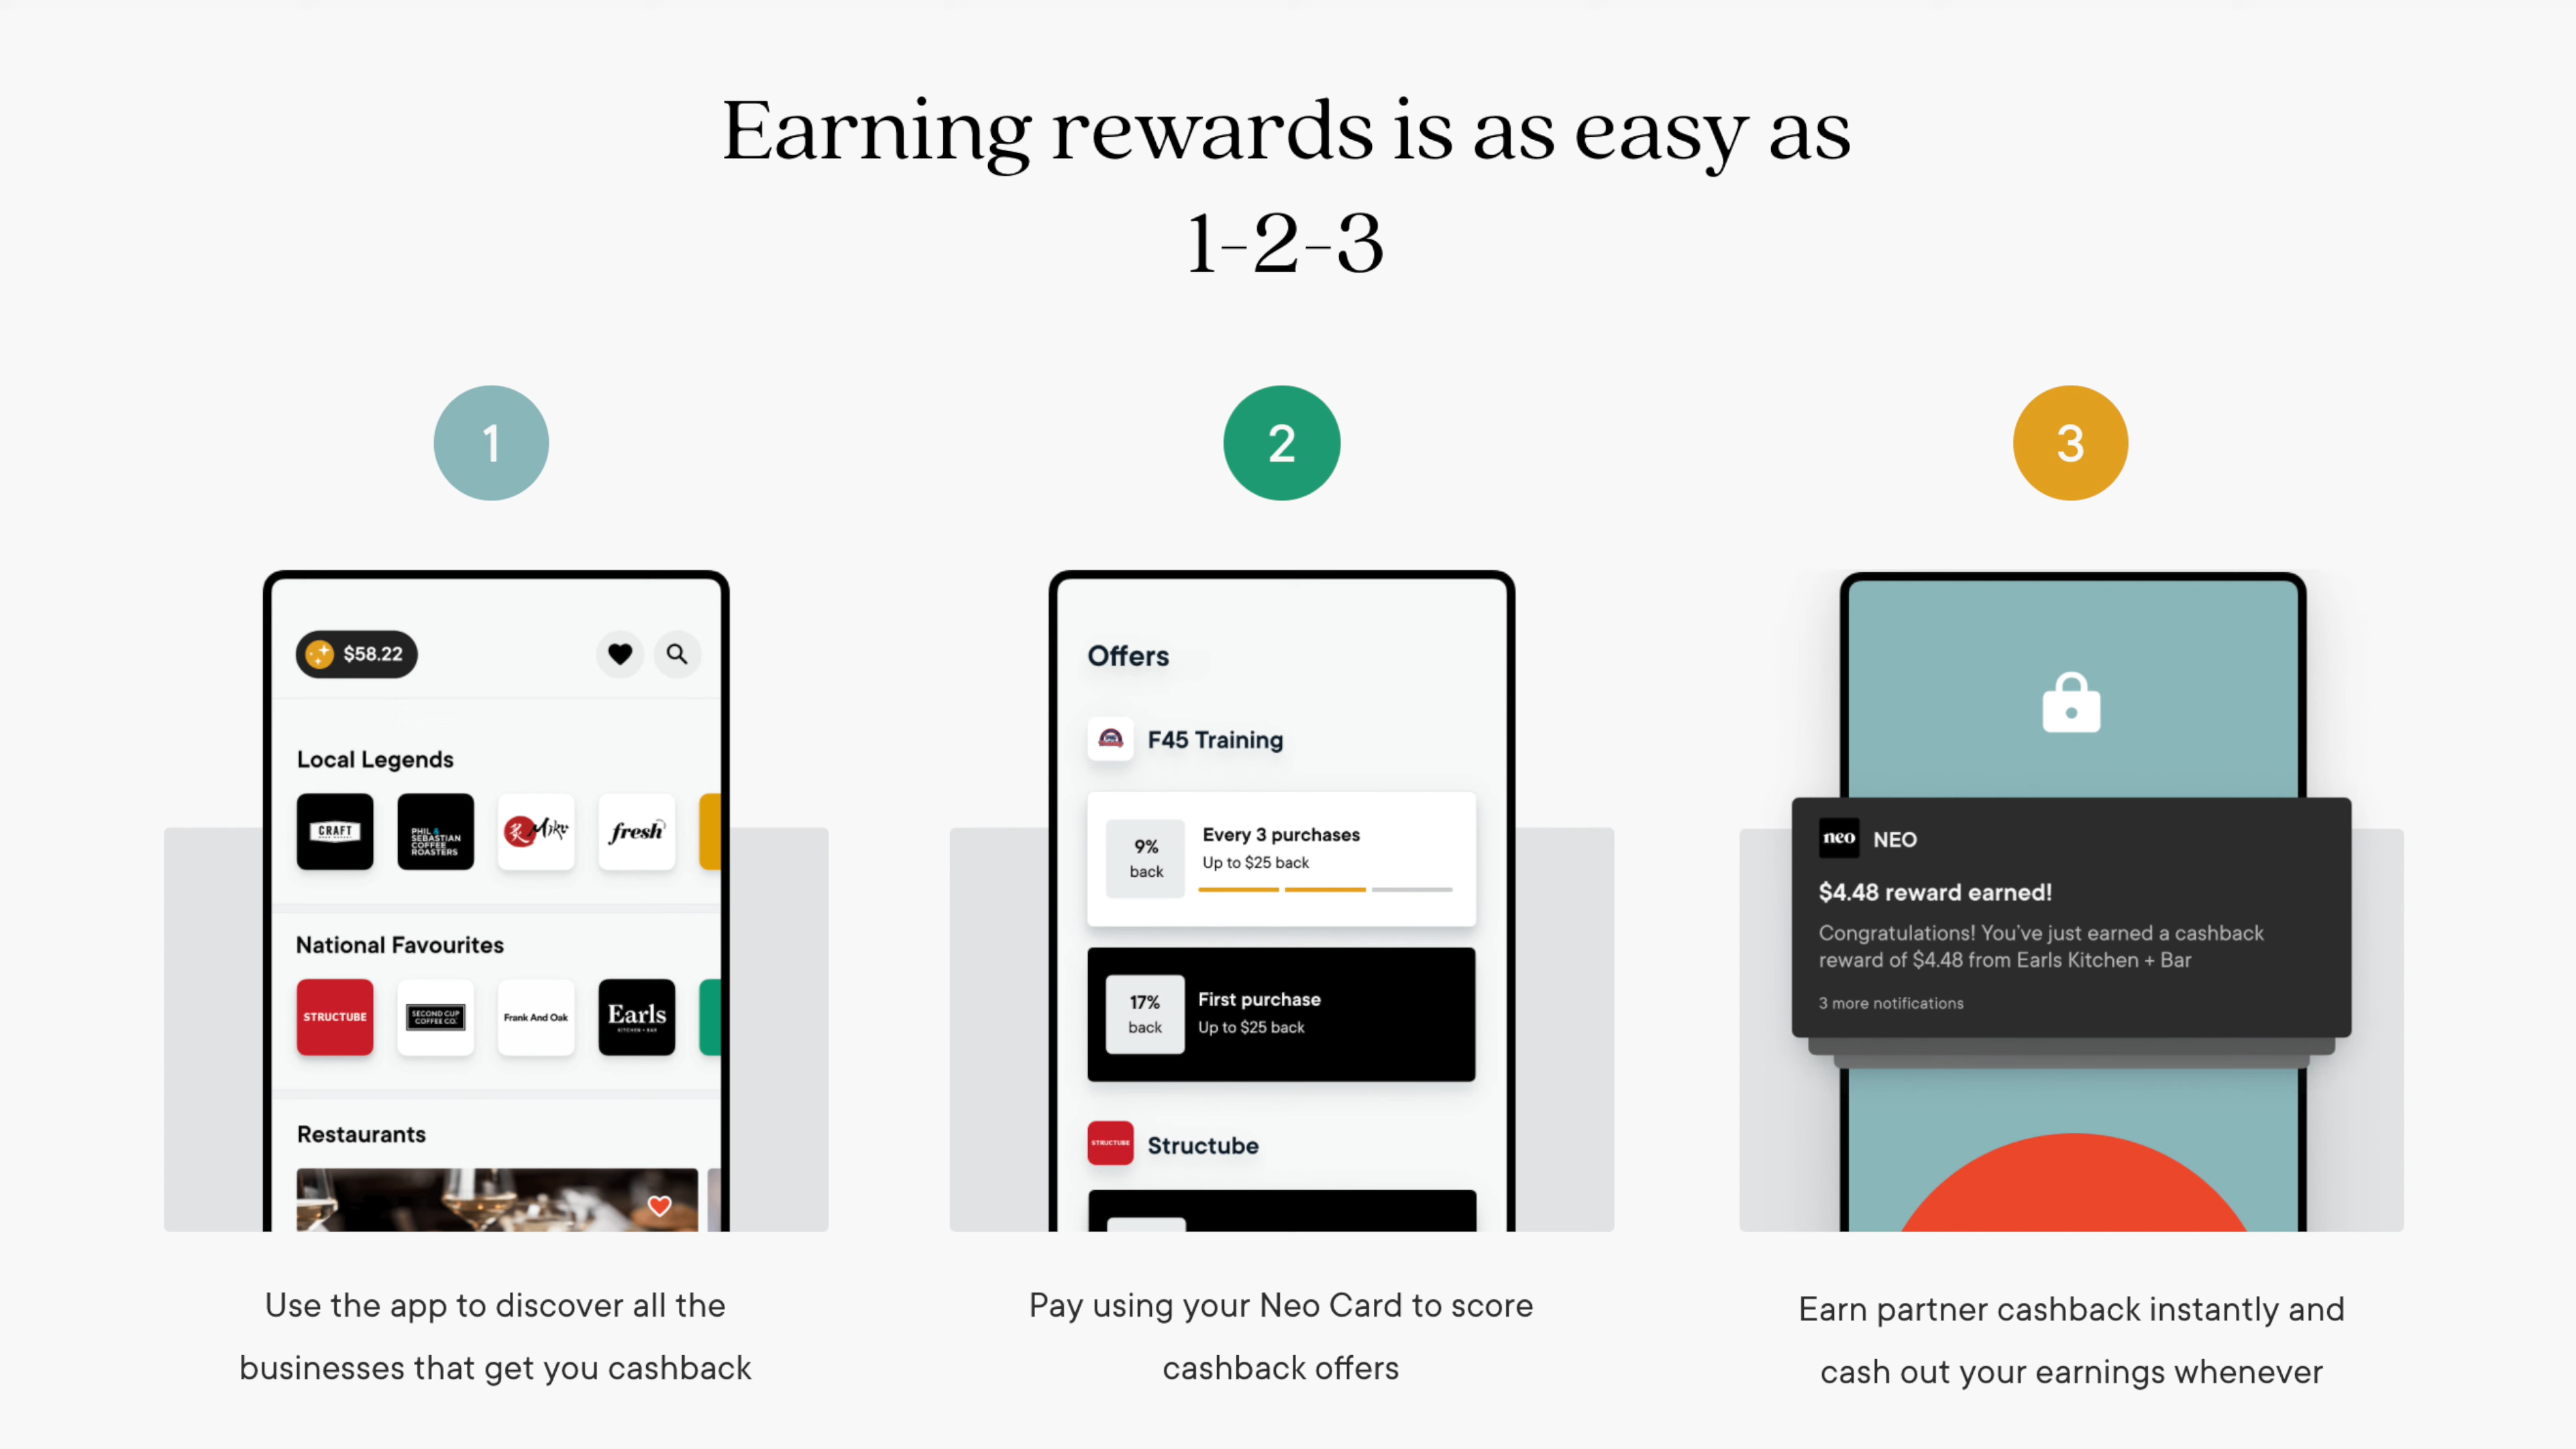 Earning rewards is as easy as
1-2-3
1
$58.22
Local Legends
CRAFT
PHIL &
SEBASTIAN
COFFEE
ROASTERS
Miku
fresh
National Favourites
STRUCTUBE
SECOND CUP
COFFEE CO.
Frank And Oak
Earls
KITCHEN + BAR
Restaurants
Use the app to discover all the
businesses that get you cashback
2
Offers
F45 Training
9%
back
Every 3 purchases
Up to $25 back
17%
back
First purchase
Up to $25 back
STRUCTUBE
Structube
Pay using your Neo Card to score
cashback offers
3
neo NEO
$4.48 reward earned!
Congratulations! You've just earned a cashback
reward of $4.48 from Earls Kitchen + Bar
3 more notifications
Earn partner cashback instantly and
cash out your earnings whenever